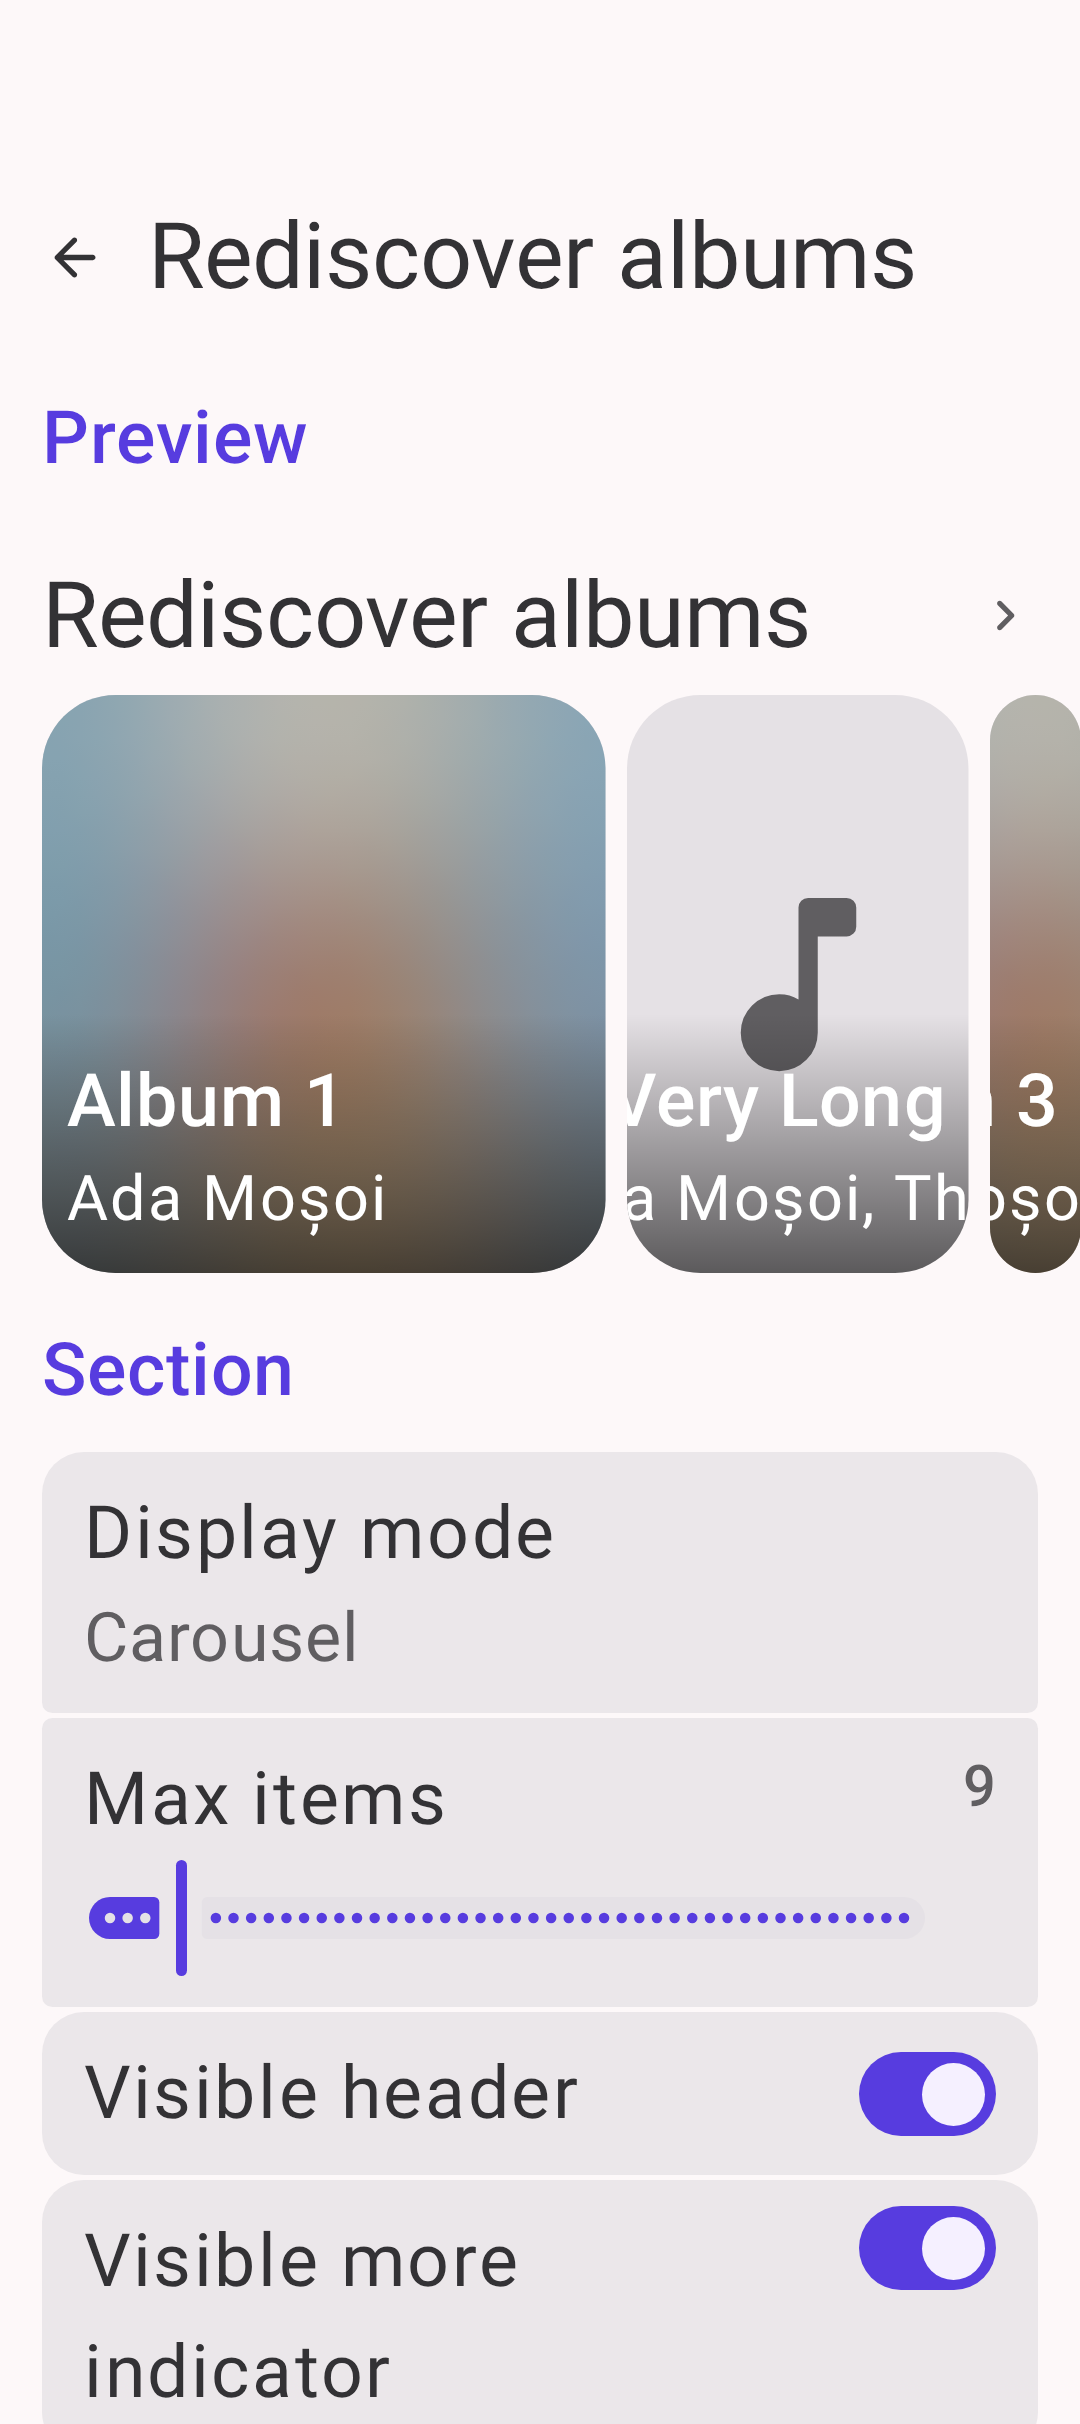 Rediscover albums
Preview
Rediscover albums
Album 1
Ada Moșoi
Very Long
Moșoi,
3
Section
Display mode
Carousel
Max items
9
Visible header
Visible more
indicator